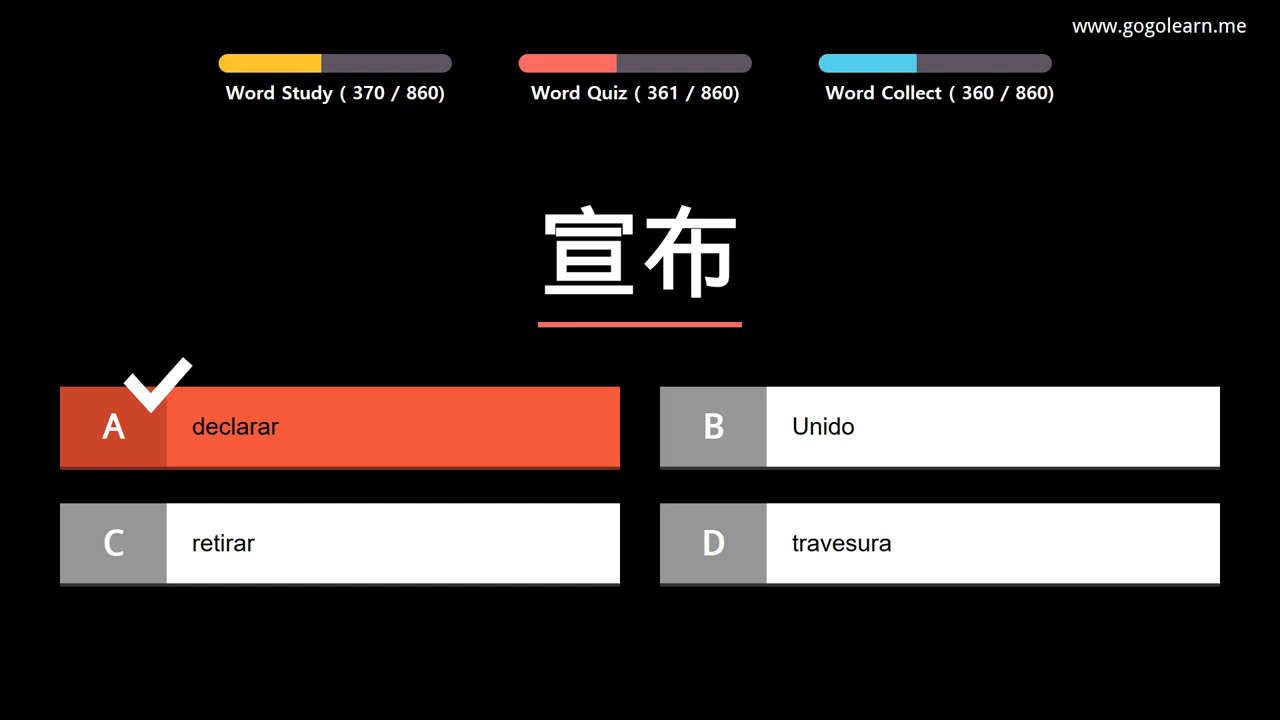 www.gogolearn.me
Word Study ( 370 / 860)
Word Quiz ( 361 / 860)
Word Collect ( 360 / 860)
宣布
A declarar
B Unido
C retirar
D travesura